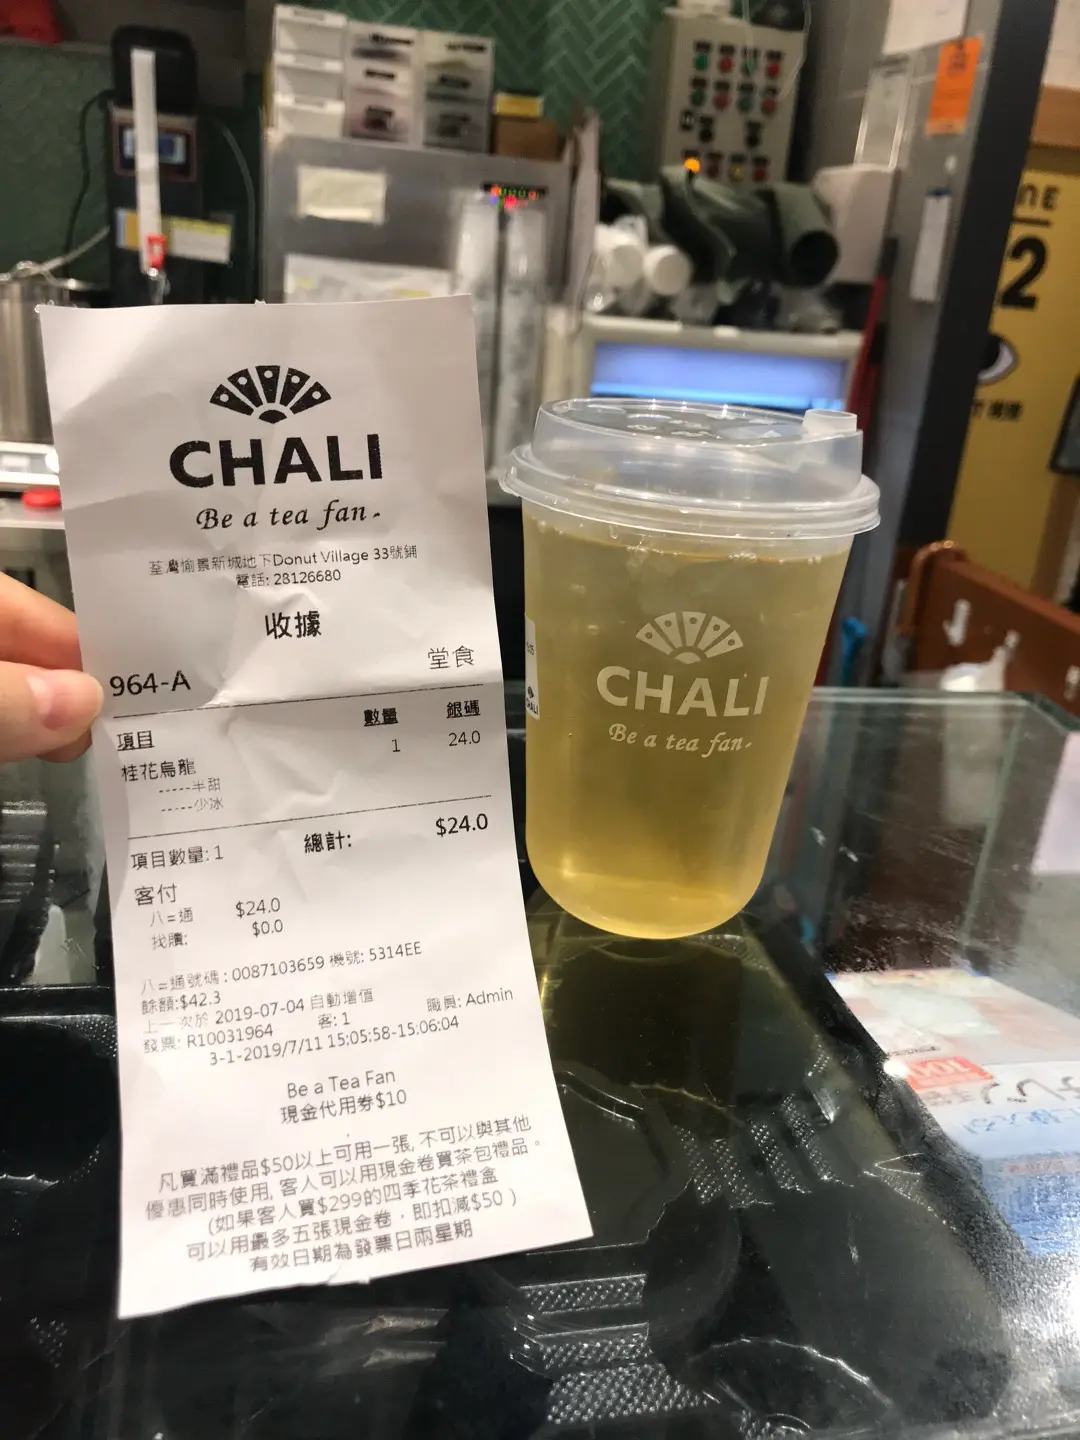 CHALI
Be a tea fan.
荃灣愉景新城地下Donut Village 33號鋪
電話: 28126680
收據
堂食
964-A
項目 數量 銀碼
桂花烏龍 1 24.0
-----半甜
-----少冰
項目數量: 1 總計: $24.0
客付
八=通 $24.0
找贖: $0.0
八=通號碼 : 0087103659 機號: 5314EE
餘額:$42.3
上一次於 2019-07-04 自動增值
發票: R10031964 客: 1 職員: Admin
3-1-2019/7/11 15:05:58-15:06:04
Be a Tea Fan
現金代用券$10
凡買滿禮品$50以上可用一張, 不可以與其他
優惠同時使用, 客人可以用現金卷買茶包禮品。
(如果客人買$299的四季花茶禮盒
可以用最多五張現金卷，即扣減$50 )
有效日期為發票日兩星期
CHALI
Be a tea fan.
CHALI
2